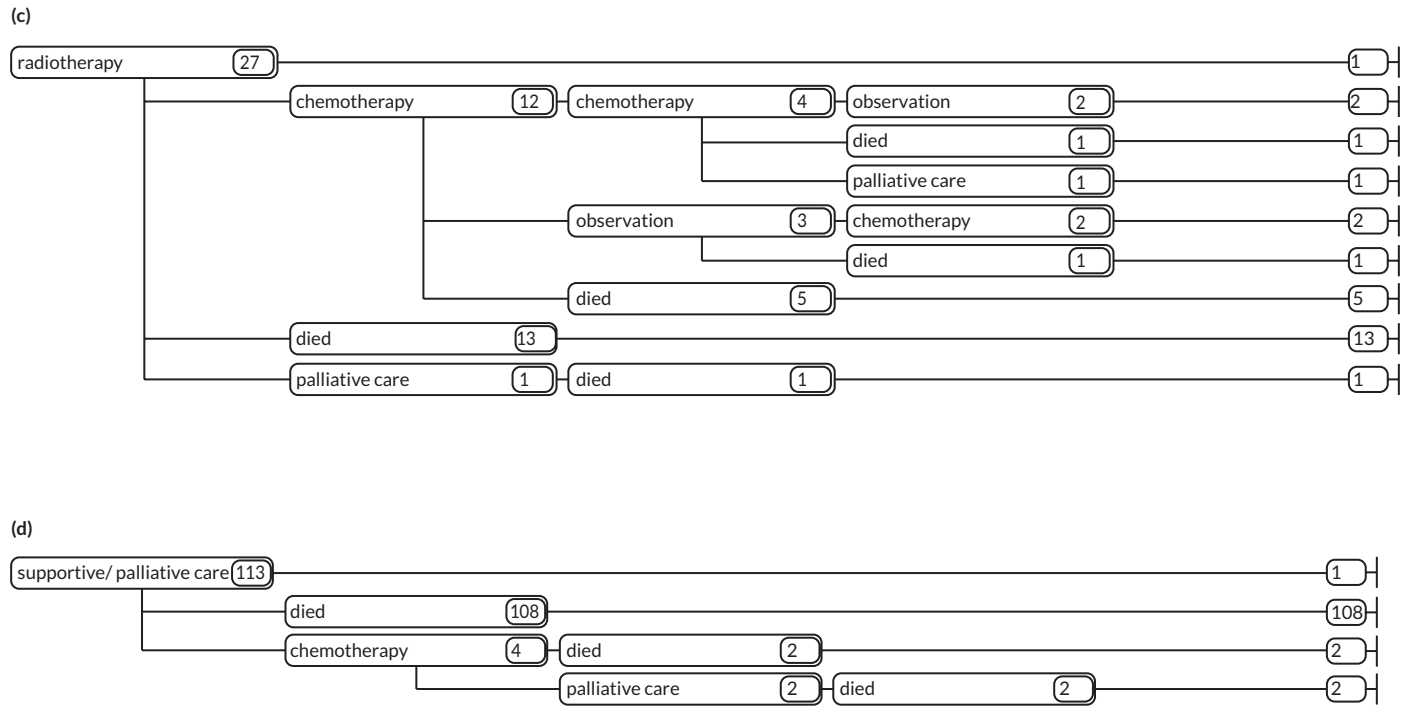 (c)
radiotherapy 27 1
chemotherapy 12 chemotherapy 4 observation 2 2
died 1 1
palliative care 1 1
observation 3 chemotherapy 2 2
died 1 1
died 5 5
died 13 13
palliative care 1 died 1 1
(d)
supportive/ palliative care 113 1
died 108 108
chemotherapy 4 died 2 2
palliative care 2 died 2 2